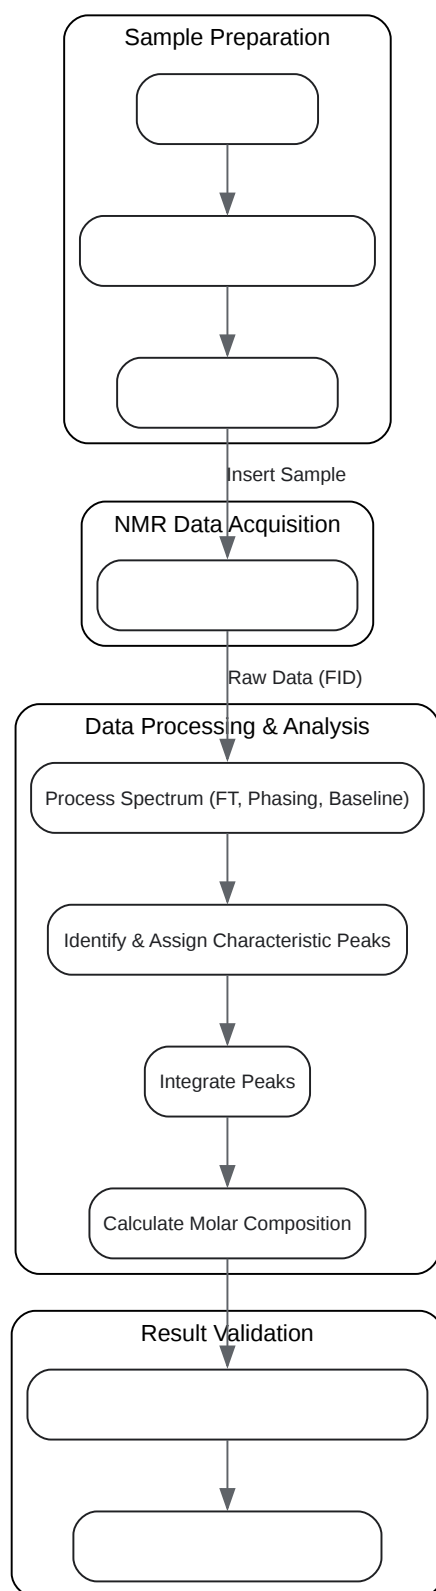 Sample Preparation
Insert Sample
NMR Data Acquisition
Raw Data (FID)
Data Processing & Analysis
Process Spectrum (FT, Phasing, Baseline)
Identify & Assign Characteristic Peaks
Integrate Peaks
Calculate Molar Composition
Result Validation